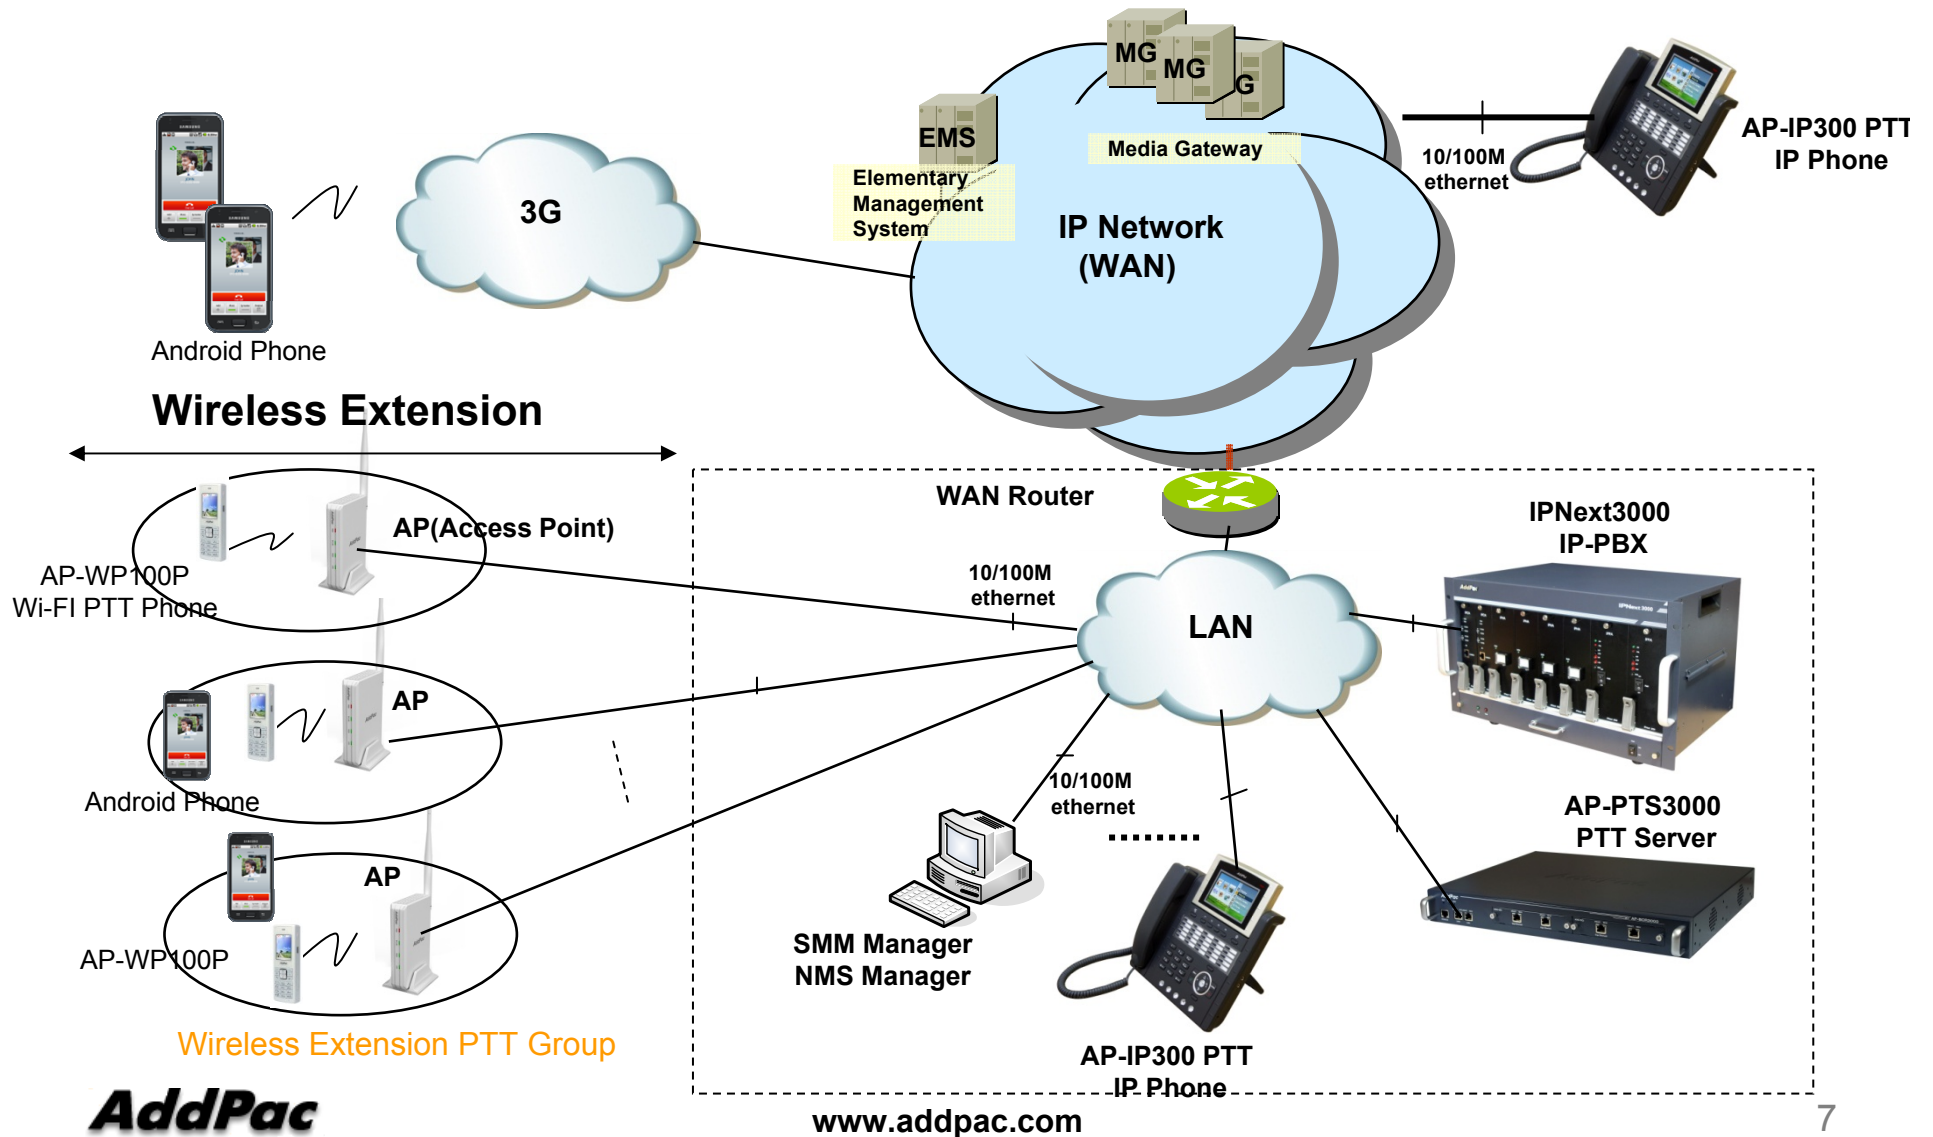 MG
MG
G
EMS
Media Gateway
Elementary
Management
System
3G
IP Network
(WAN)
10/100M
ethernet
AP-IP300 PTT
IP Phone
Android Phone
Wireless Extension
WAN Router
AP(Access Point)
AP-WP100P
Wi-FI PTT Phone
10/100M
ethernet
LAN
IPNext3000
IP-PBX
AddPac
IPNext 3000
AP
Android Phone
10/100M
ethernet
AP-PTS3000
PTT Server
AP
AP-WP100P
SMM Manager
NMS Manager
AP-IP300 PTT
IP Phone
Wireless Extension PTT Group
AddPac
www.addpac.com
7